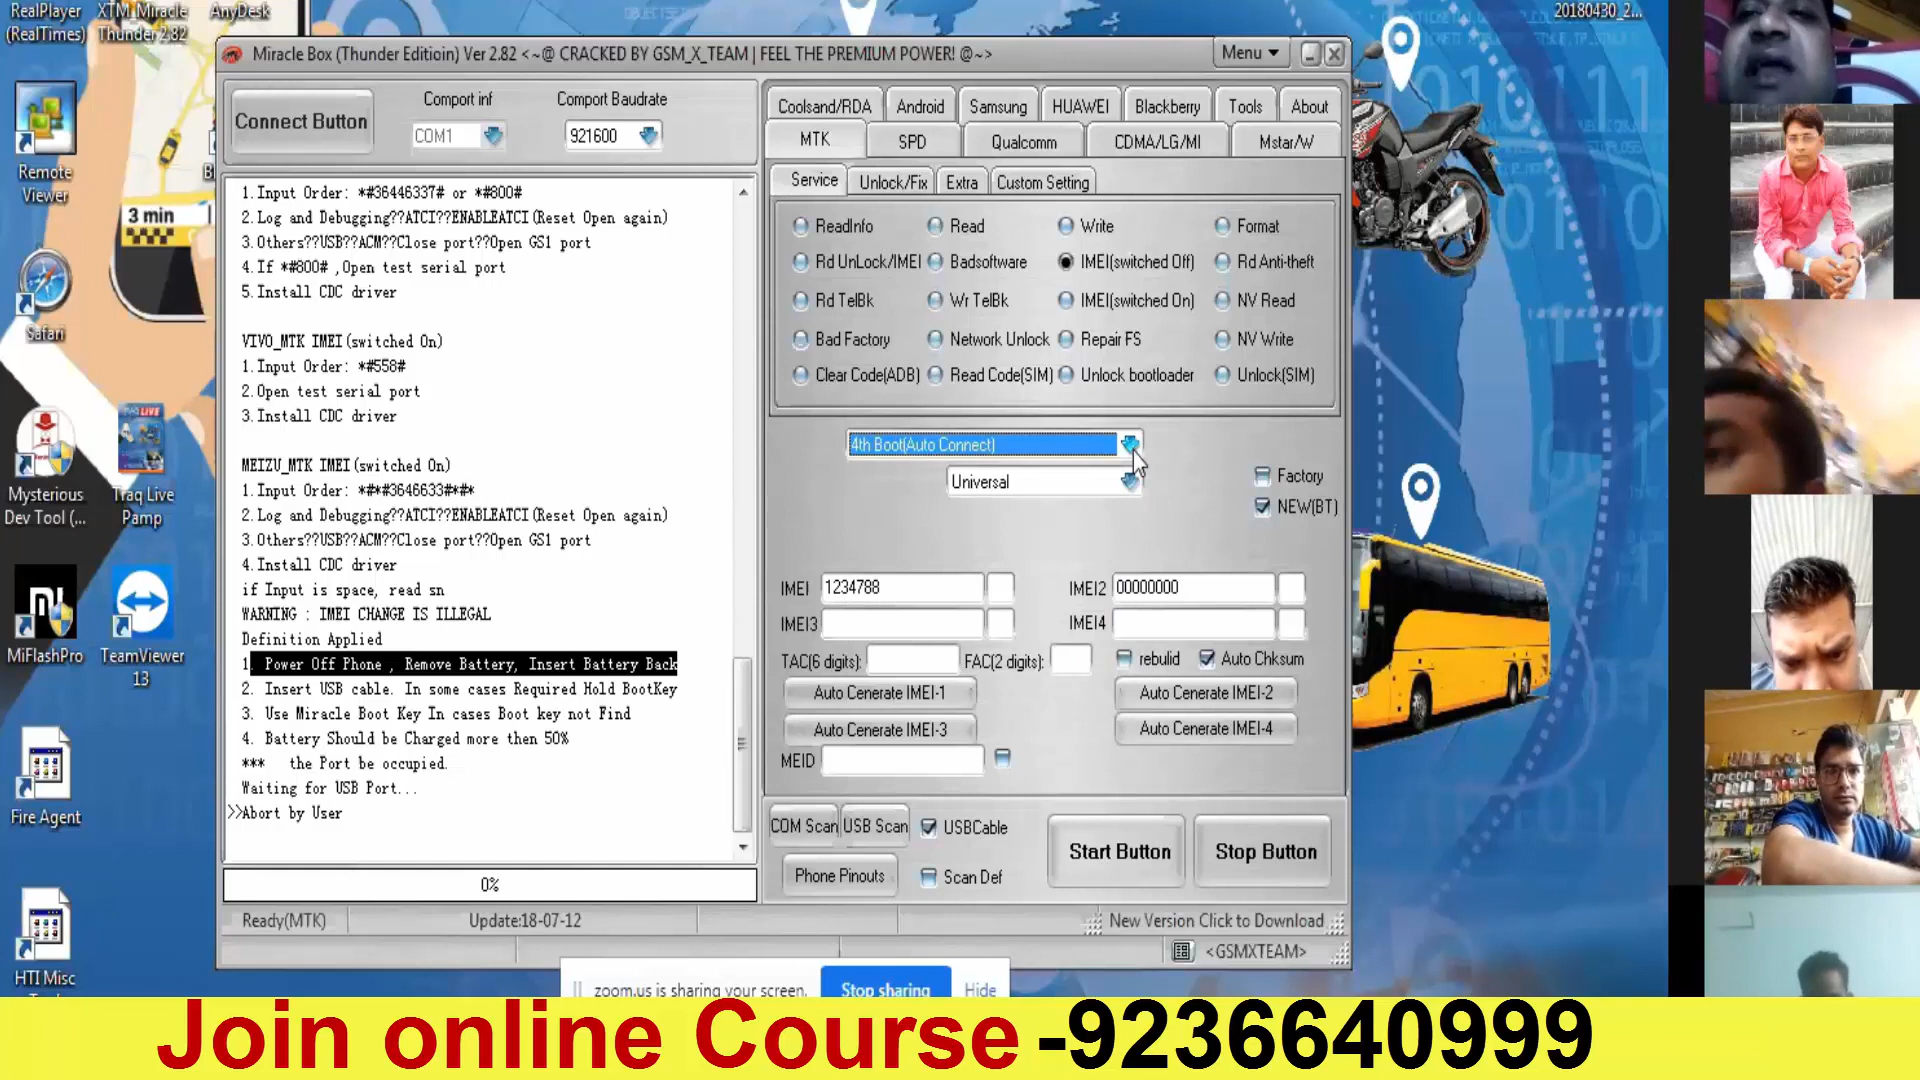 RealPlayer
(RealTimes)
XTM_Miracle
Thunder 2.82
AnyDesk
20180430_2...
Miracle Box (Thunder Editioin) Ver 2.82 <~@ CRACKED BY GSM_X_TEAM | FEEL THE PREMIUM POWER! @~>
Menu
Connect Button
Comport inf
Comport Baudrate
COM1
921600
Coolsand/RDA Android Samsung HUAWEI Blackberry Tools About
MTK SPD Qualcomm CDMA/LG/MI Mstar/W
Service Unlock/Fix Extra Custom Setting
ReadInfo Read Write Format
Rd UnLock/IMEI Badsoftware IMEI(switched Off) Rd Anti-theft
Rd TelBk Wr TelBk IMEI(switched On) NV Read
Bad Factory Network Unlock Repair FS NV Write
Clear Code(ADB) Read Code(SIM) Unlock bootloader Unlock(SIM)
4th Boot(Auto Connect)
Universal
Factory
NEW(BT)
IMEI 1234788 IMEI2 00000000
IMEI3 IMEI4
TAC(6 digits): FAC(2 digits): rebulid Auto Chksum
Auto Cenerate IMEI-1 Auto Cenerate IMEI-2
Auto Cenerate IMEI-3 Auto Cenerate IMEI-4
MEID
COM Scan USB Scan USBCable
Phone Pinouts Scan Def
Start Button Stop Button
1.Input Order: *#36446337# or *#800#
2.Log and Debugging??ATCI??ENABLEATCI(Reset Open again)
3.Others??USB??ACM??Close port??Open GS1 port
4.If *#800# ,Open test serial port
5.Install CDC driver
VIVO_MTK IMEI(switched On)
1.Input Order: *#558#
2.Open test serial port
3.Install CDC driver
MEIZU_MTK IMEI(switched On)
1.Input Order: *#*#3646633#*#*
2.Log and Debugging??ATCI??ENABLEATCI(Reset Open again)
3.Others??USB??ACM??Close port??Open GS1 port
4.Install CDC driver
if Input is space, read sn
WARNING : IMEI CHANGE IS ILLEGAL
Definition Applied
1. Power Off Phone , Remove Battery, Insert Battery Back
2. Insert USB cable. In some cases Required Hold BootKey
3. Use Miracle Boot Key In cases Boot key not Find
4. Battery Should be Charged more then 50%
*** the Port be occupied.
Waiting for USB Port...
>>Abort by User
0%
Ready(MTK) Update:18-07-12 New Version Click to Download
<GSMXTEAM>
Remote
Viewer
3 min
Safari
Mysterious
Dev Tool (...
Traq Live
Pamp
MiFlashPro
TeamViewer
13
Fire Agent
HTI Misc
zoom.us is sharing your screen.
Stop sharing
Hide
Join online Course -9236640999